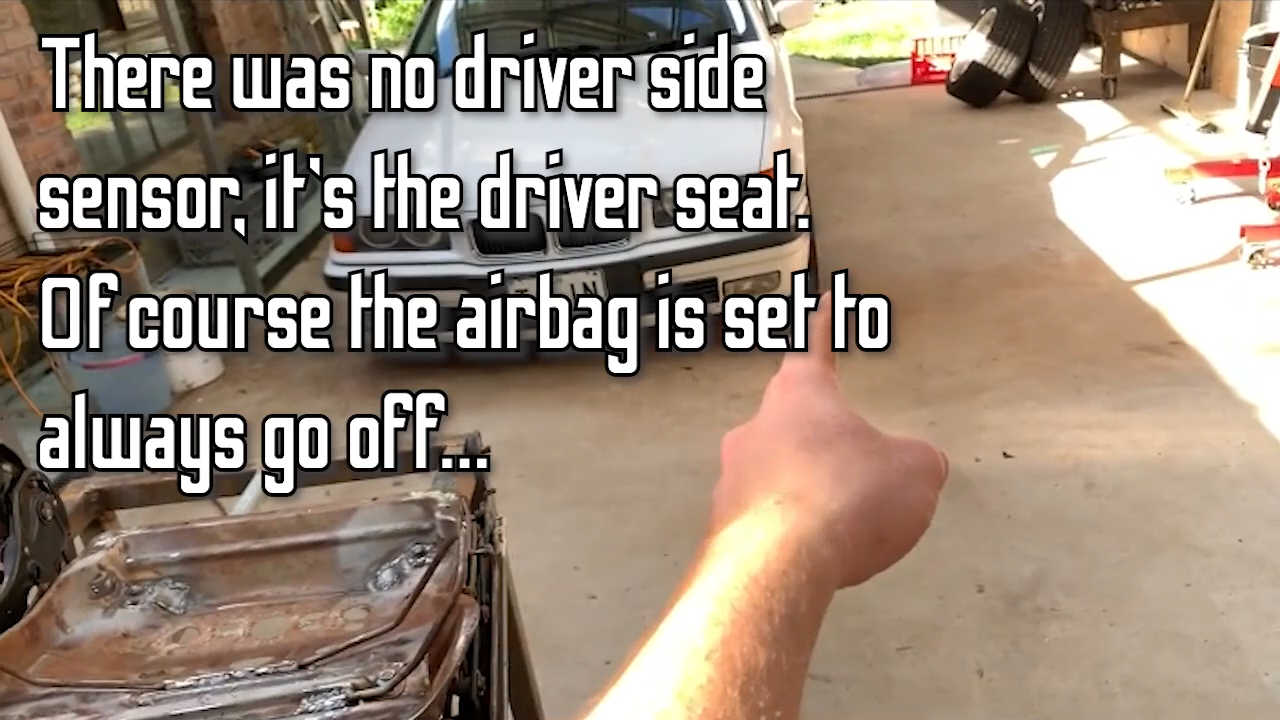 There was no driver side
sensor, it's the driver seat.
Of course the airbag is set to
always go off...